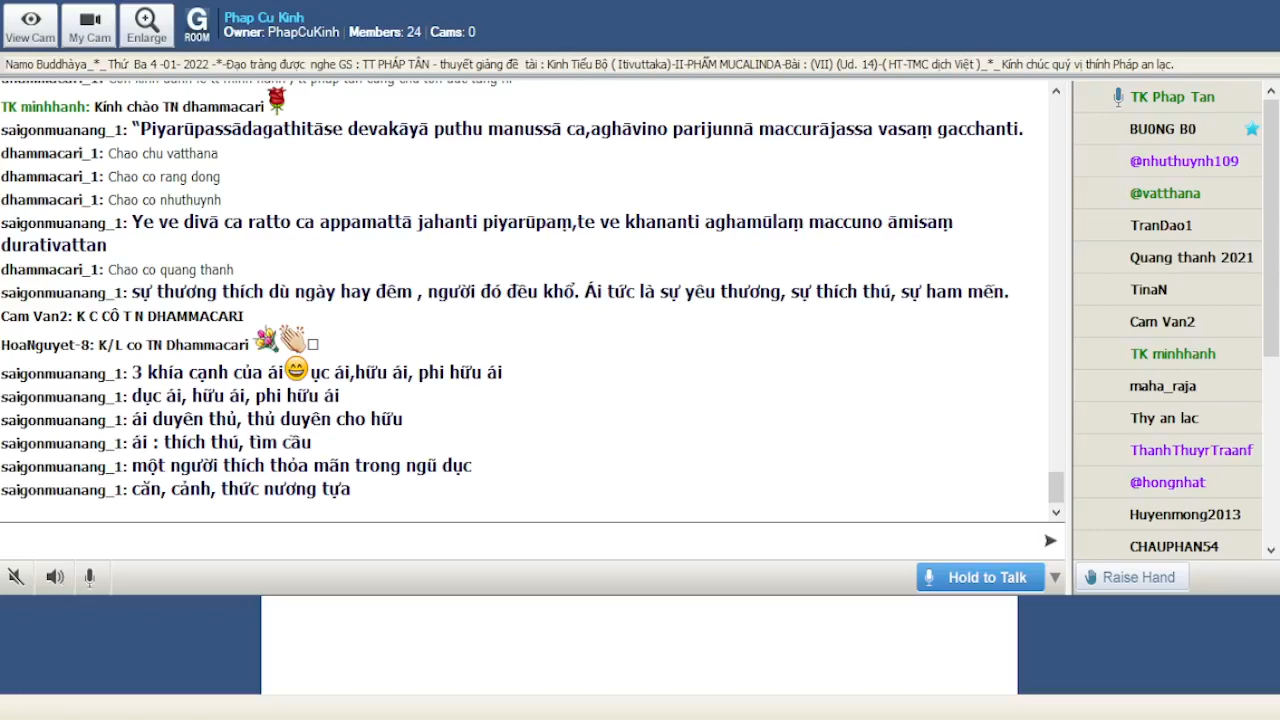 View Cam
My Cam
Enlarge
G
ROOM
Phap Cu Kinh
Owner: PhapCuKinh | Members: 24 | Cams: 0
Namo Buddhàya_*_Thứ Ba 4 -01- 2022 -*-Đạo tràng được nghe GS : TT PHÁP TÂN - thuyết giảng đề tài : Kinh Tiểu Bộ ( Itivuttaka)-II-PHẨM MUCALINDA-Bài : (VII) (Ud. 14)-( HT-TMC dịch Việt )_*_Kính chúc quý vị thính Pháp an lạc.
TK minhhanh: Kính chào TN dhammacari
saigonmuanang_1: “Piyarūpassādagathitāse devakāyā puthu manussā ca,aghāvino parijunnā maccurājassa vasaṃ gacchanti.
dhammacari_1: Chao chu vatthana
dhammacari_1: Chao co rang dong
dhammacari_1: Chao co nhuthuynh
saigonmuanang_1: Ye ve divā ca ratto ca appamattā jahanti piyarūpaṃ,te ve khananti aghamūlaṃ maccuno āmisaṃ
durativattan
dhammacari_1: Chao co quang thanh
saigonmuanang_1: sự thương thích dù ngày hay đêm , người đó đều khổ. Ái tức là sự yêu thương, sự thích thú, sự ham mến.
Cam Van2: K C CÔ T N DHAMMACARI
HoaNguyet-8: K/L co TN Dhammacari
saigonmuanang_1: 3 khía cạnh của ái ục ái,hữu ái, phi hữu ái
saigonmuanang_1: dục ái, hữu ái, phi hữu ái
saigonmuanang_1: ái duyên thủ, thủ duyên cho hữu
saigonmuanang_1: ái : thích thú, tìm cầu
saigonmuanang_1: một người thích thỏa mãn trong ngũ dục
saigonmuanang_1: căn, cảnh, thức nương tựa
Hold to Talk
TK Phap Tan
BU0NG B0
@nhuthuynh109
@vatthana
TranDao1
Quang thanh 2021
TinaN
Cam Van2
TK minhhanh
maha_raja
Thy an lac
ThanhThuyrTraanf
@hongnhat
Huyenmong2013
CHAUPHAN54
Raise Hand